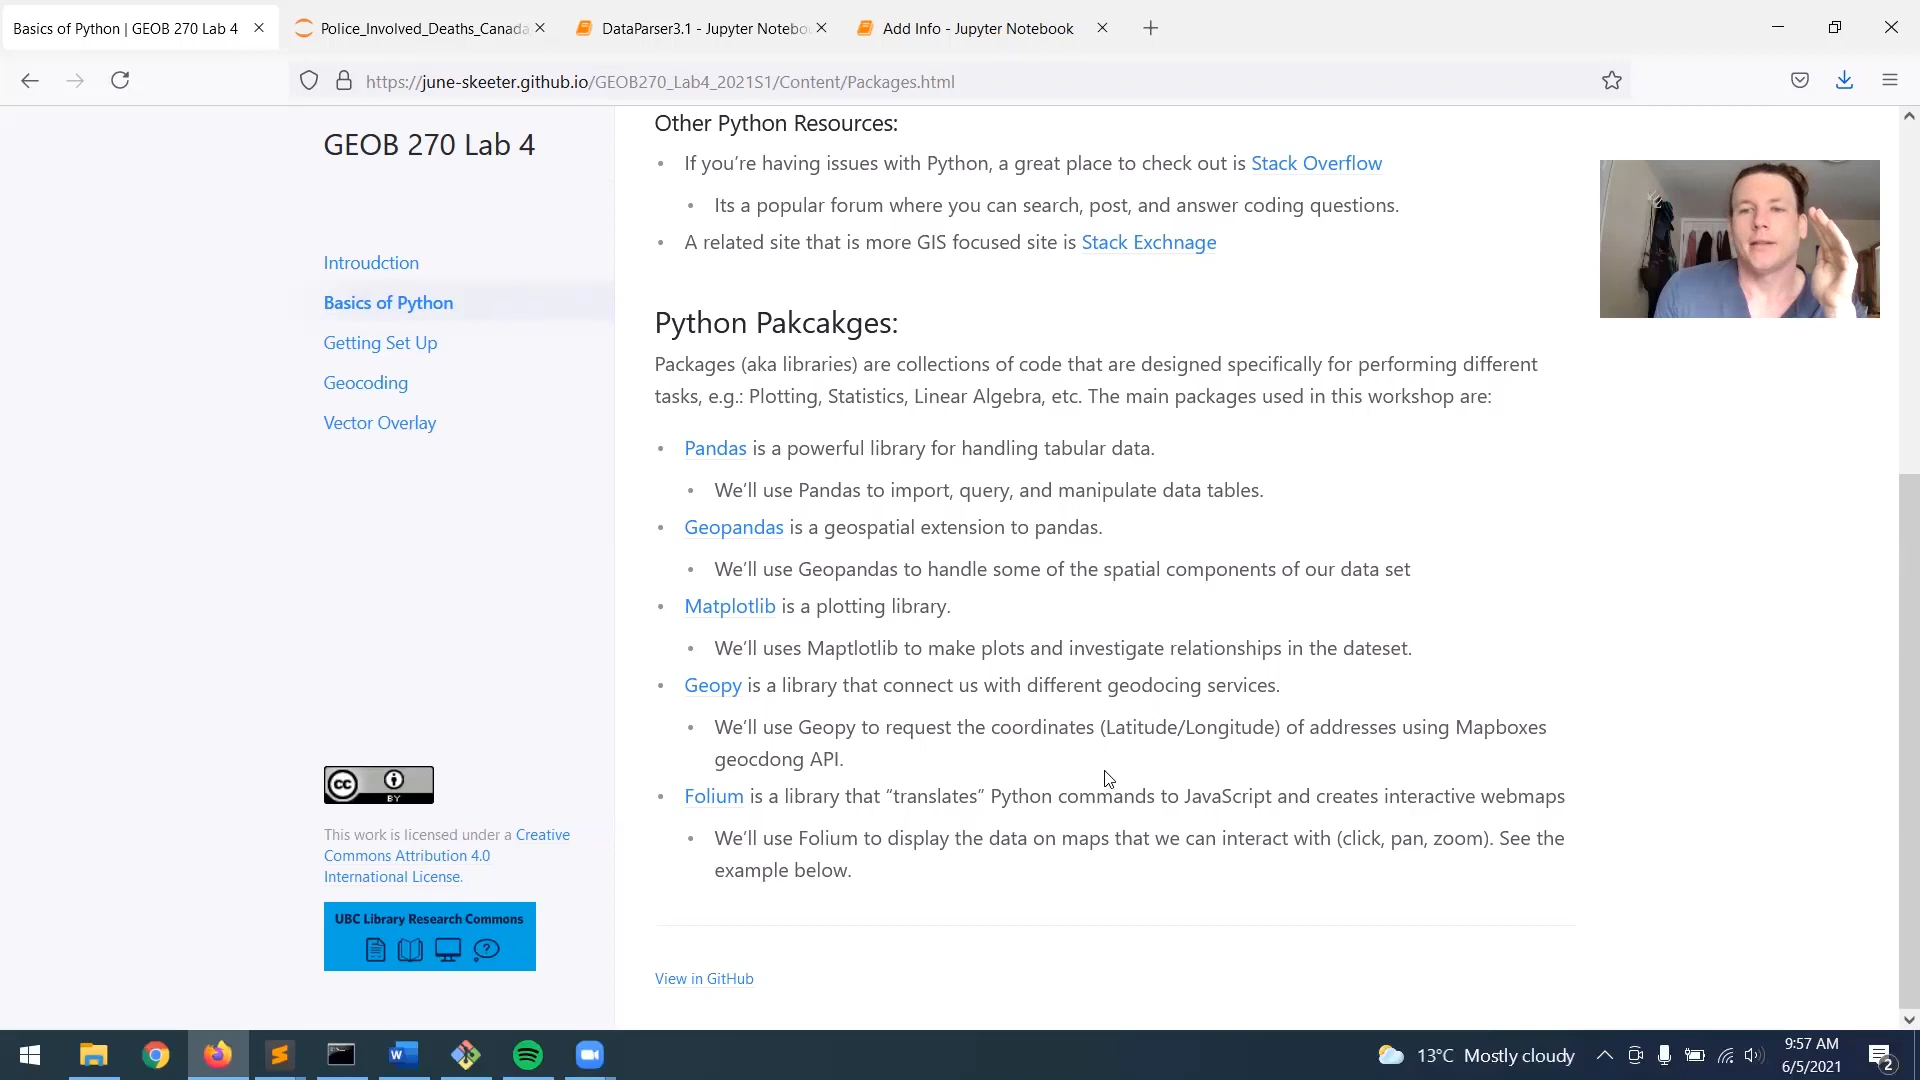 Basics of Python | GEOB 270 Lab 4
Police_Involved_Deaths_Canada
DataParser3.1 - Jupyter Notebo
Add Info - Jupyter Notebook
https://june-skeeter.github.io/GEOB270_Lab4_2021S1/Content/Packages.html
GEOB 270 Lab 4
Introudction
Basics of Python
Getting Set Up
Geocoding
Vector Overlay
CC BY
This work is licensed under a Creative
Commons Attribution 4.0
International License.
UBC Library Research Commons
Other Python Resources:
If you're having issues with Python, a great place to check out is Stack Overflow
Its a popular forum where you can search, post, and answer coding questions.
A related site that is more GIS focused site is Stack Exchnage
Python Pakcakges:
Packages (aka libraries) are collections of code that are designed specifically for performing different
tasks, e.g.: Plotting, Statistics, Linear Algebra, etc. The main packages used in this workshop are:
Pandas is a powerful library for handling tabular data.
We'll use Pandas to import, query, and manipulate data tables.
Geopandas is a geospatial extension to pandas.
We'll use Geopandas to handle some of the spatial components of our data set
Matplotlib is a plotting library.
We'll uses Maptlotlib to make plots and investigate relationships in the dateset.
Geopy is a library that connect us with different geodocing services.
We'll use Geopy to request the coordinates (Latitude/Longitude) of addresses using Mapboxes
geocdong API.
Folium is a library that “translates” Python commands to JavaScript and creates interactive webmaps
We'll use Folium to display the data on maps that we can interact with (click, pan, zoom). See the
example below.
View in GitHub
13°C Mostly cloudy
9:57 AM
6/5/2021
2